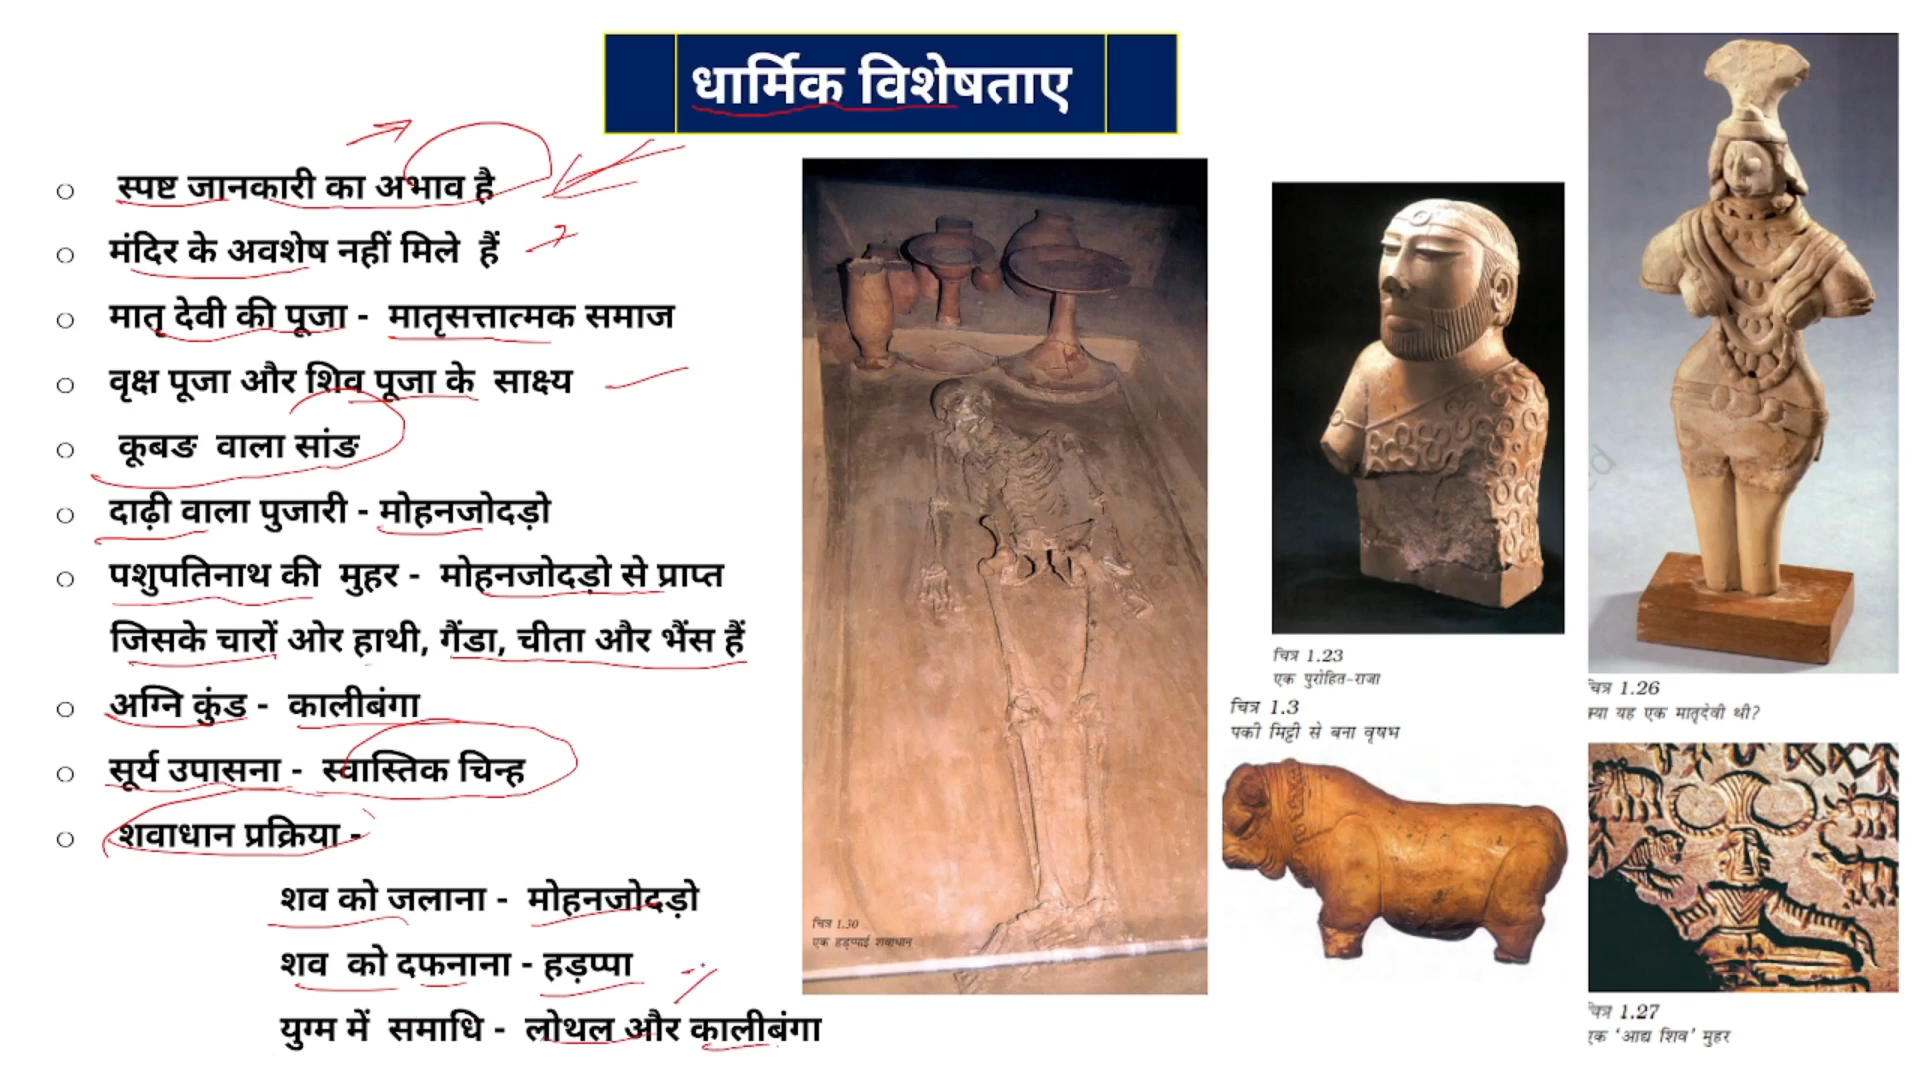 धार्मिक विशेषताए
स्पष्ट जानकारी का अभाव है
मंदिर के अवशेष नहीं मिले हैं
मातृ देवी की पूजा - मातृसत्तात्मक समाज
वृक्ष पूजा और शिव पूजा के साक्ष्य
कूबङ वाला सांङ
दाढ़ी वाला पुजारी - मोहनजोदड़ो
पशुपतिनाथ की मुहर - मोहनजोदड़ो से प्राप्त
जिसके चारों ओर हाथी, गैंडा, चीता और भैंस हैं
अग्नि कुंड - कालीबंगा
सूर्य उपासना - स्वास्तिक चिन्ह
शवाधान प्रक्रिया -
शव को जलाना - मोहनजोदड़ो
शव को दफनाना - हड़प्पा
युग्म में समाधि - लोथल और कालीबंगा
चित्र 1.30
एक हड़प्पाई शवाधान
चित्र 1.23
एक पुरोहित-राजा
चित्र 1.3
पकी मिट्टी से बना वृषभ
चित्र 1.26
क्या यह एक मातृदेवी थी?
चित्र 1.27
एक ‘आद्य शिव’ मुहर